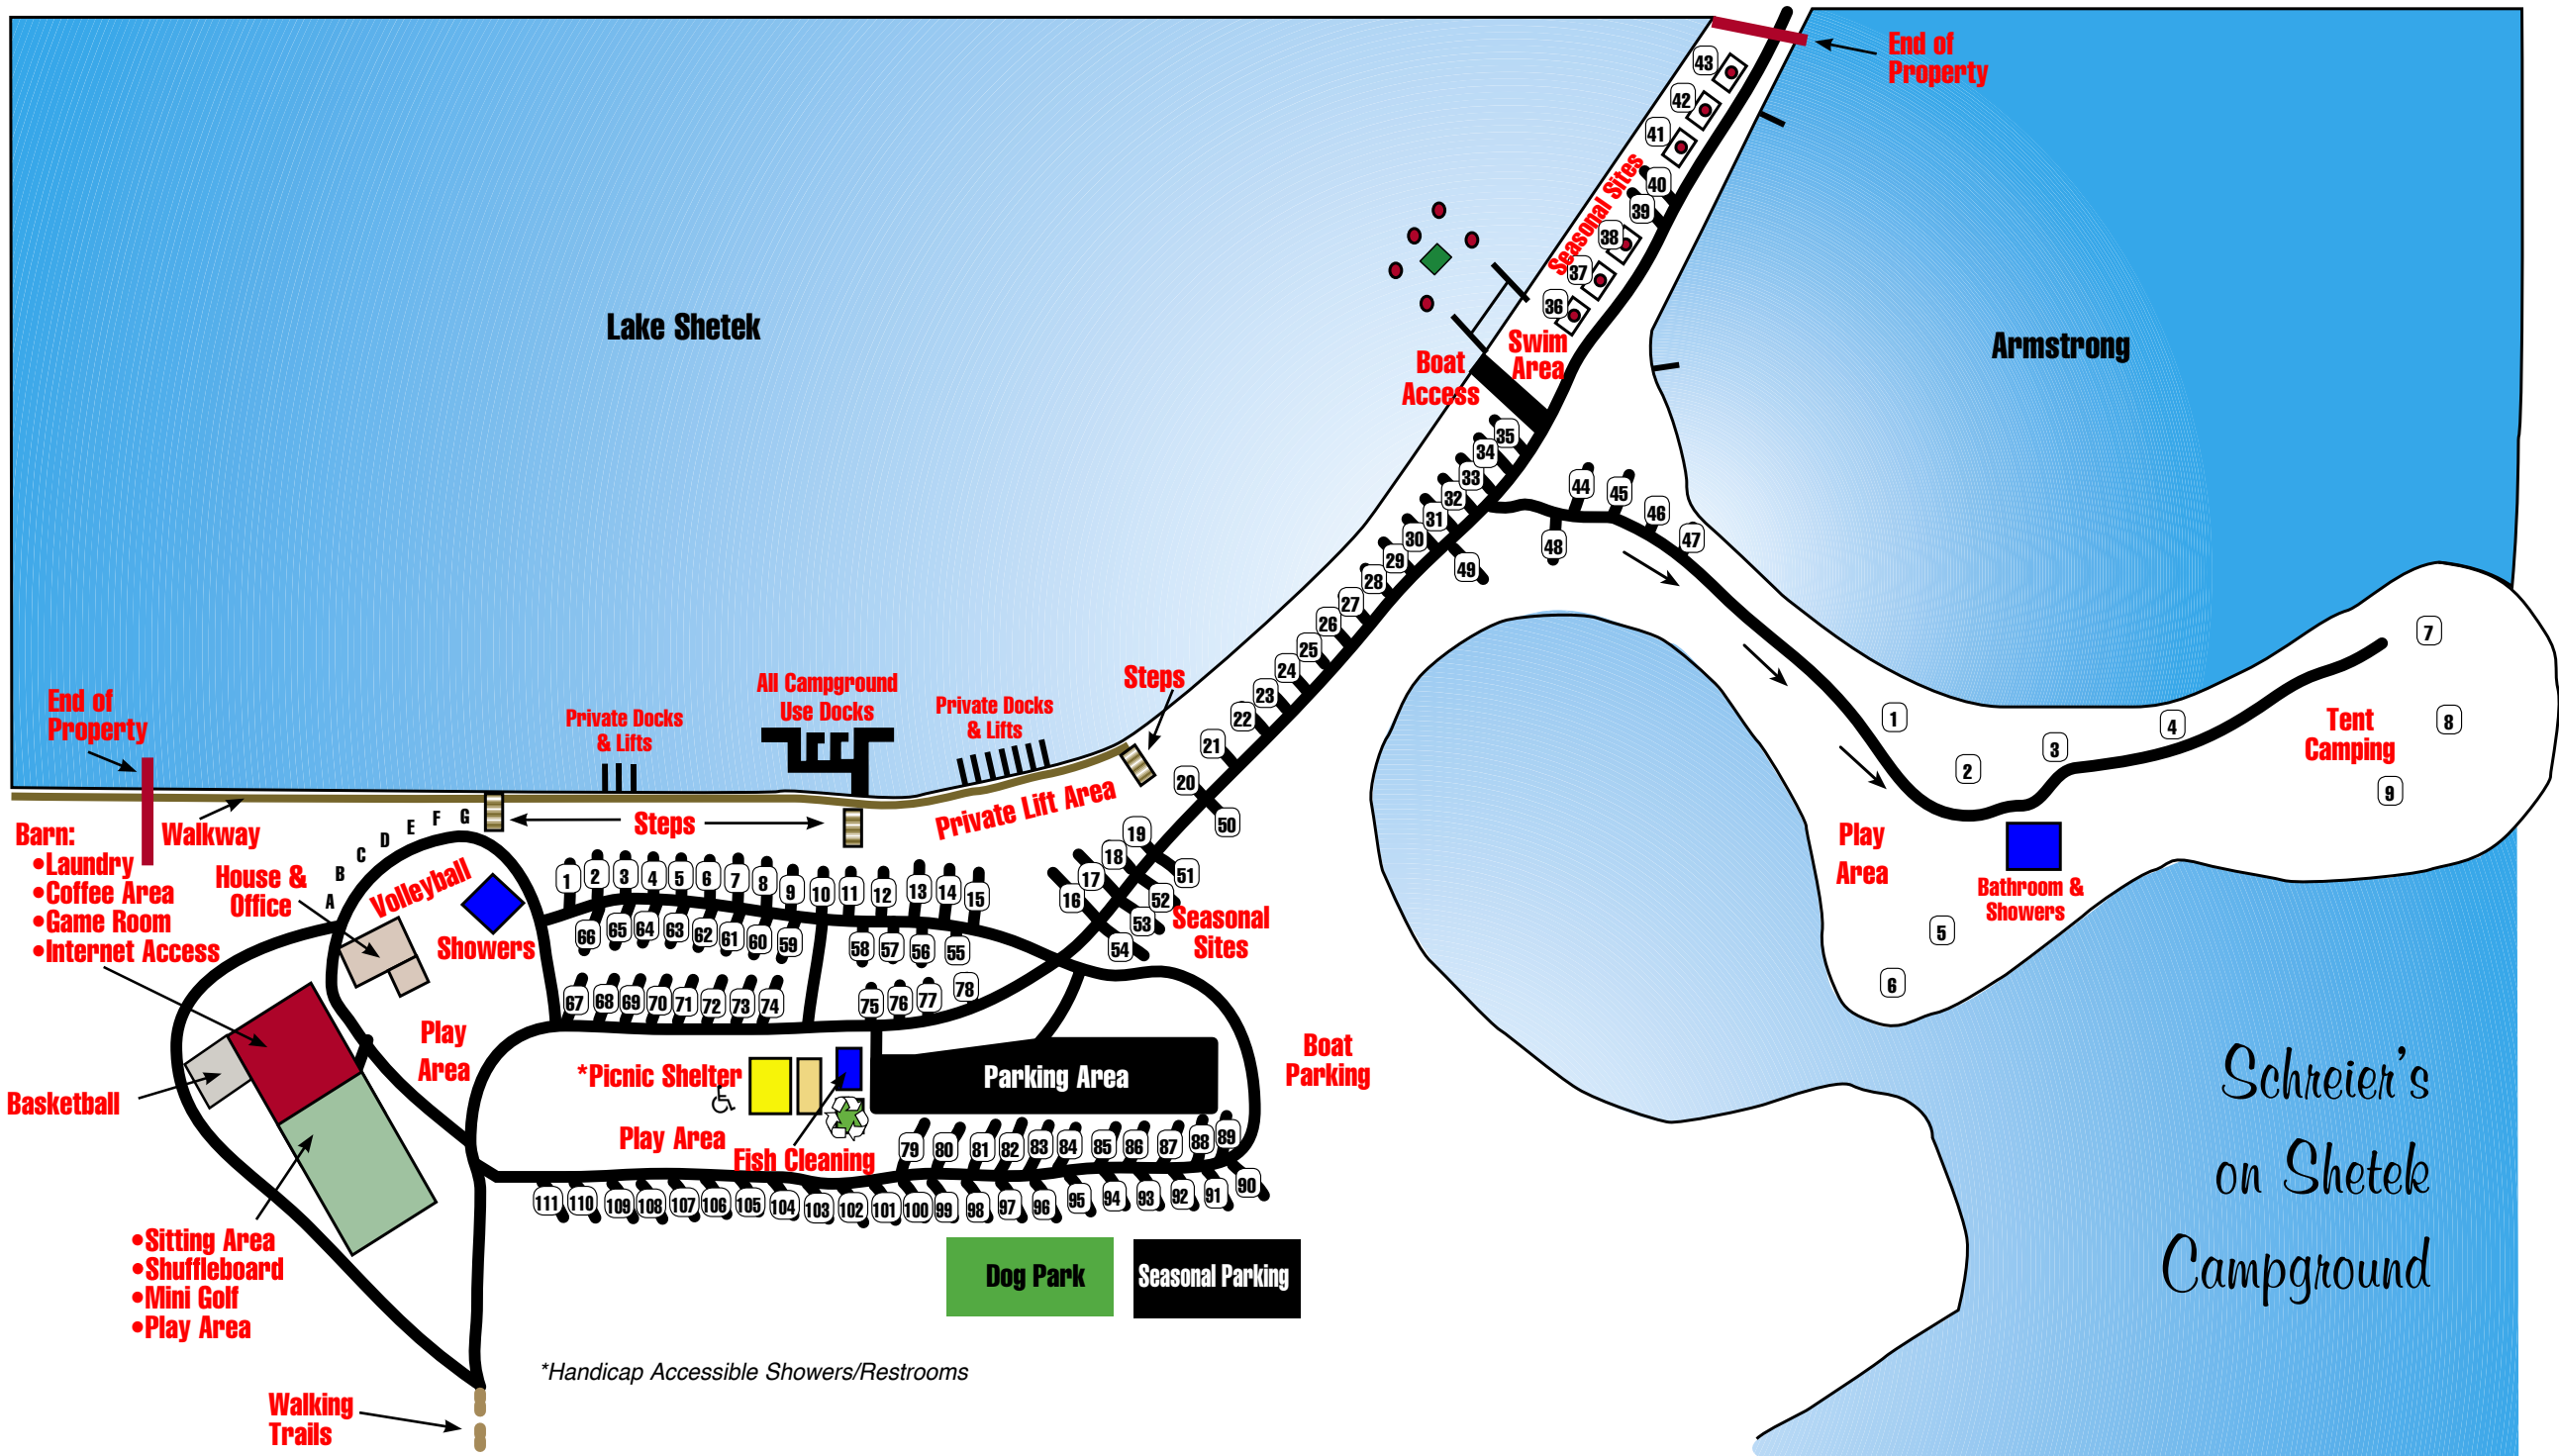 End of
Property
43
42
41
40
39
38
37
36
Seasonal Sites
Lake Shetek
Armstrong
Swim
Area
Boat
Access
35
34
33
32
31
30
29
28
27
26
25
24
23
22
21
20
19
18
17
16
44
45
46
47
48
49
50
51
52
53
54
Seasonal
Sites
1
2
3
4
5
6
7
8
9
Tent
Camping
Play
Area
Bathroom &
Showers
End of
Property
Private Docks
& Lifts
All Campground
Use Docks
Private Docks
& Lifts
Steps
Private Lift Area
Steps
Walkway
Barn:
•Laundry
•Coffee Area
•Game Room
•Internet Access
House &
Office
A
B
C
D
E
F
G
Volleyball
Showers
1
2
3
4
5
6
7
8
9
10
11
12
13
14
15
66
65
64
63
62
61
60
59
58
57
56
55
67
68
69
70
71
72
73
74
75
76
77
78
Play
Area
Basketball
*Picnic Shelter
Play Area
Fish Cleaning
Parking Area
Boat
Parking
79
80
81
82
83
84
85
86
87
88
89
111
110
109
108
107
106
105
104
103
102
101
100
99
98
97
96
95
94
93
92
91
90
•Sitting Area
•Shuffleboard
•Mini Golf
•Play Area
Dog Park
Seasonal Parking
*Handicap Accessible Showers/Restrooms
Walking
Trails
Schreier's
on Shetek
Campground